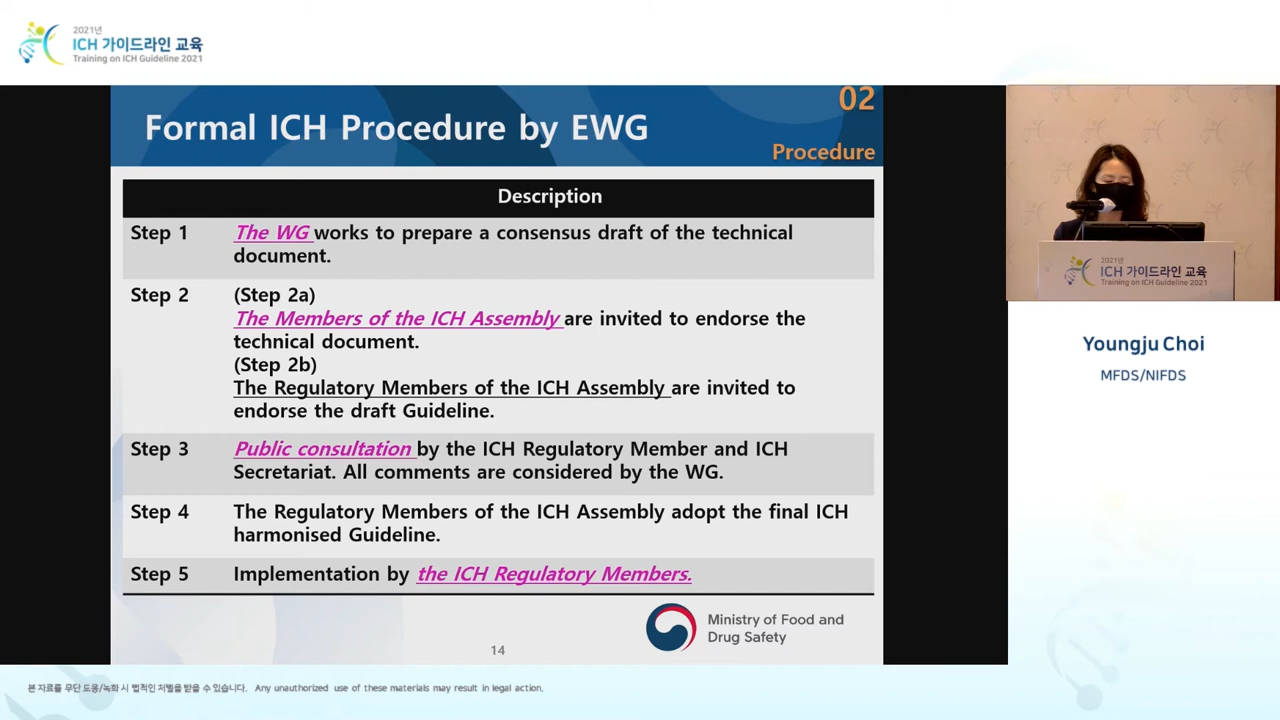 2021년
ICH 가이드라인 교육
Training on ICH Guideline 2021
02
Formal ICH Procedure by EWG
Procedure
Description
Step 1
The WG works to prepare a consensus draft of the technical
document.
Step 2
(Step 2a)
The Members of the ICH Assembly are invited to endorse the
technical document.
(Step 2b)
The Regulatory Members of the ICH Assembly are invited to
endorse the draft Guideline.
Step 3
Public consultation by the ICH Regulatory Member and ICH
Secretariat. All comments are considered by the WG.
Step 4
The Regulatory Members of the ICH Assembly adopt the final ICH
harmonised Guideline.
Step 5
Implementation by the ICH Regulatory Members.
Ministry of Food and
Drug Safety
14
2021년
ICH 가이드라인 교육
Training on ICH Guideline 2021
Youngju Choi
MFDS/NIFDS
본 자료를 무단 도용/녹화 시 법적인 처벌을 받을 수 있습니다. Any unauthorized use of these materials may result in legal action.